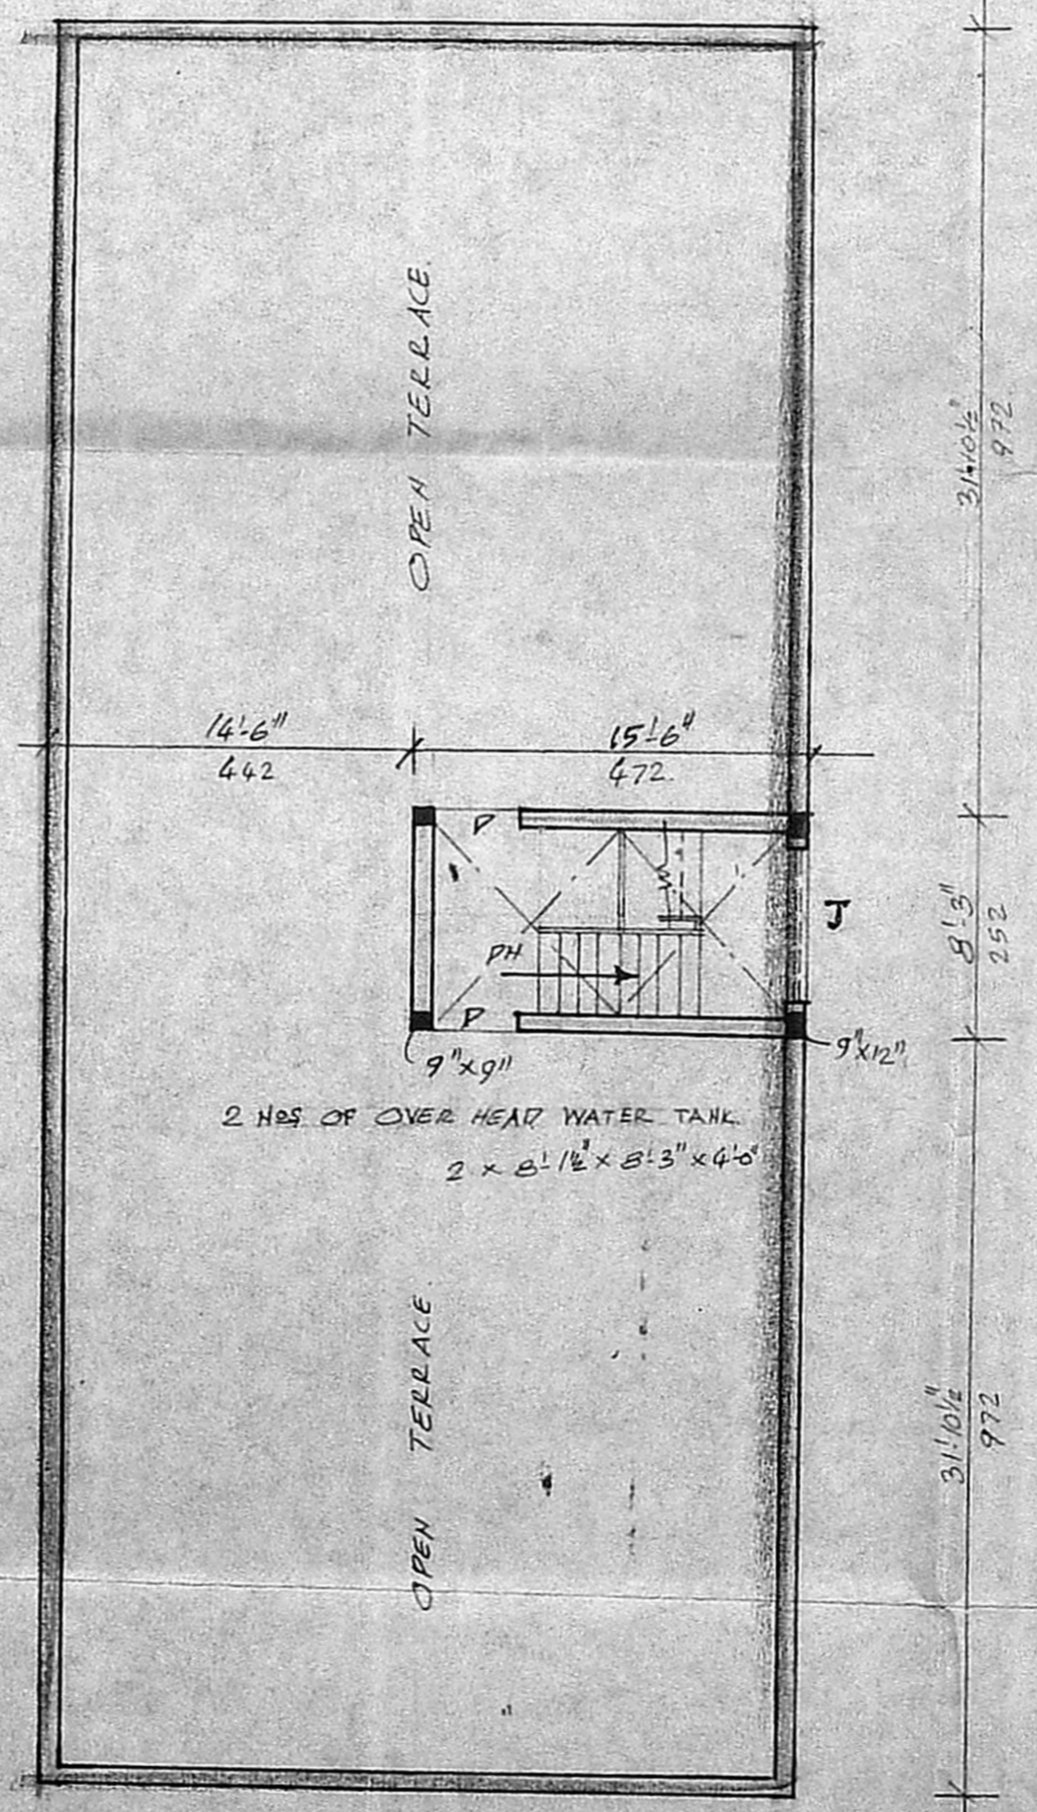 OPEN TERRACE.
31'-10½"
972
14'-6"
442
15'-6"
472.
D
J
8'-3"
252
DH
D
9"x9"
9"x12"
2 NOS OF OVER HEAD WATER TANK.
2 x 8'-1½" x 8'-3" x 4'-0"
OPEN TERRACE
31'-10½"
972